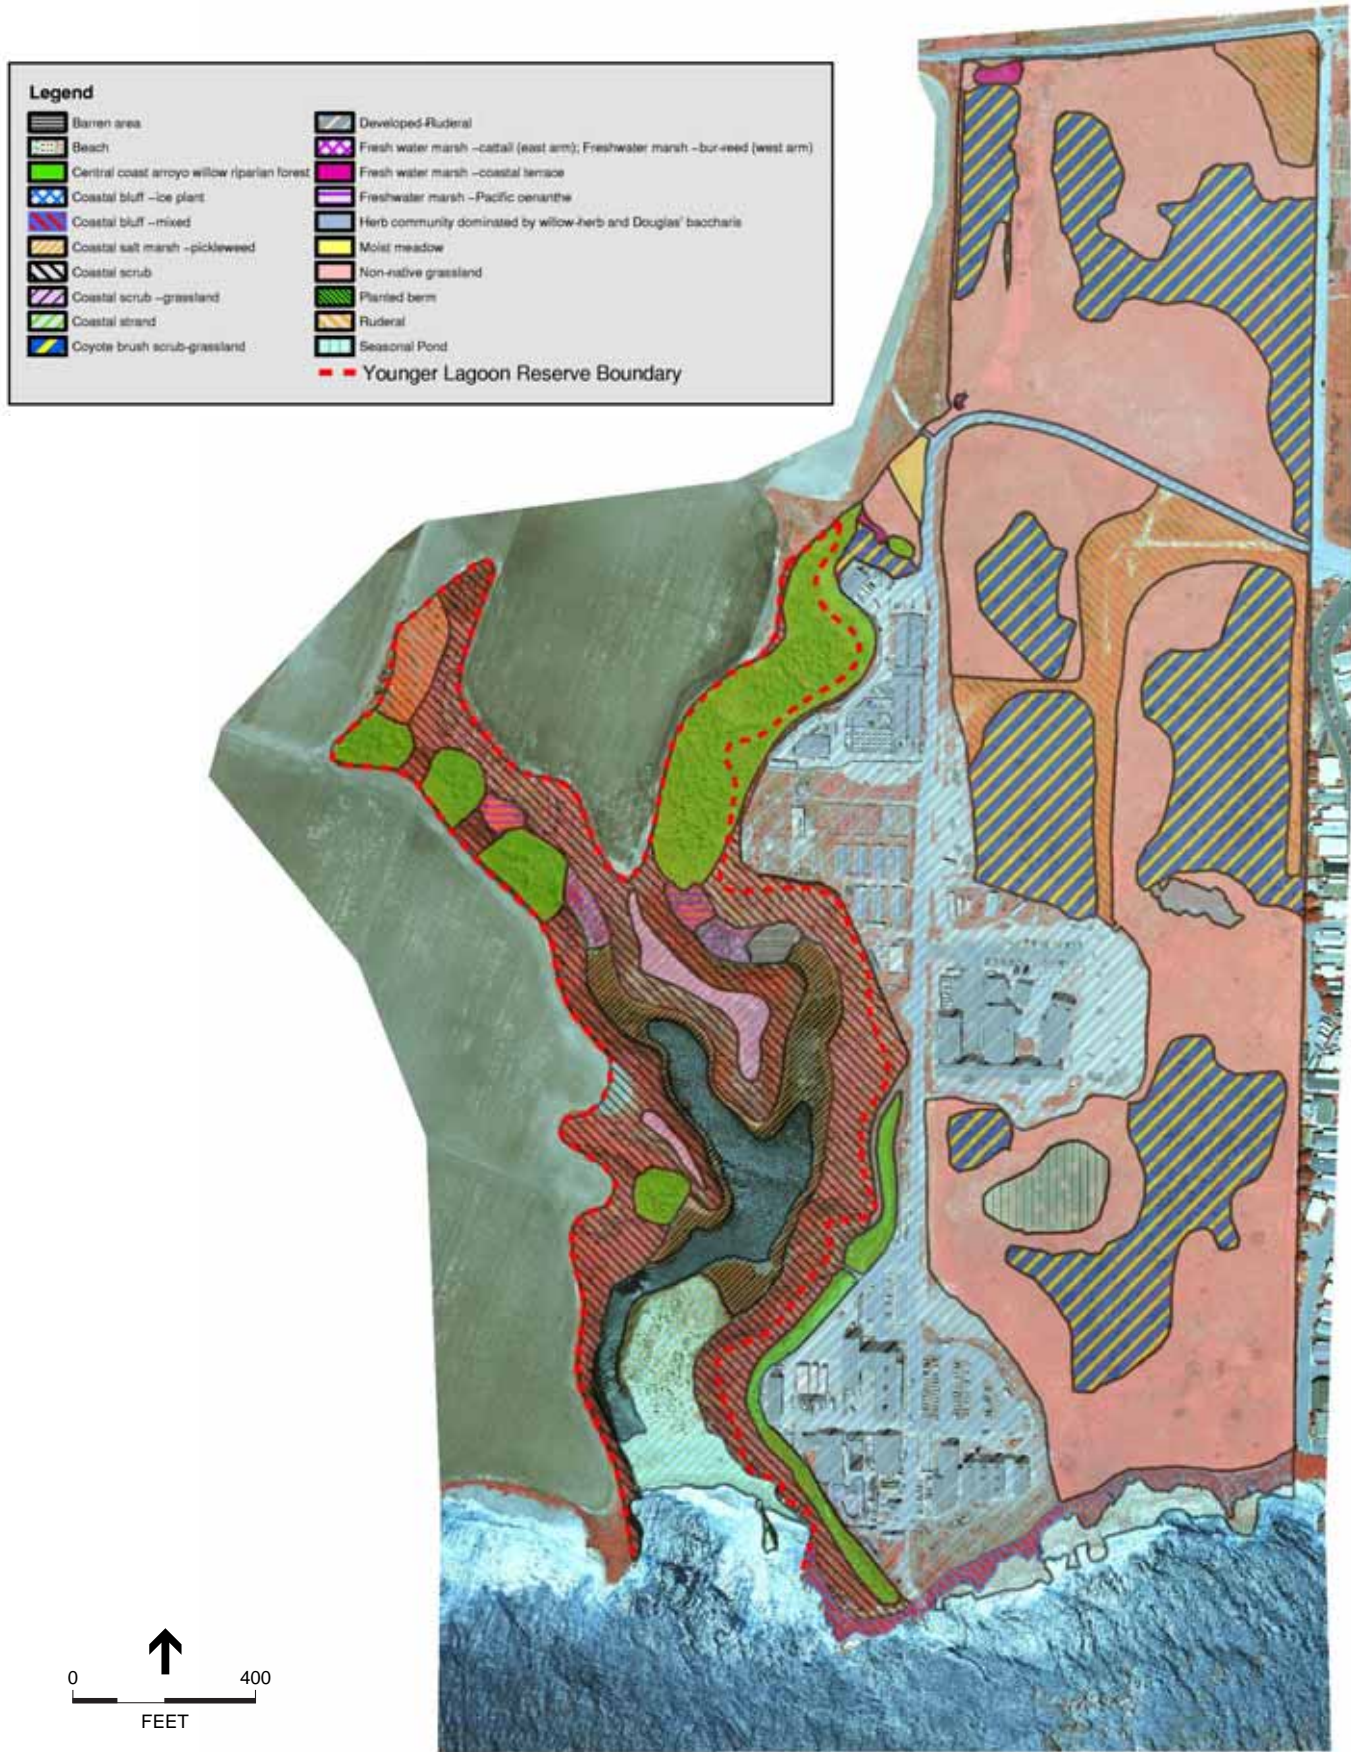 Legend
Barren area
Beach
Central coast arroyo willow riparian forest
Coastal bluff -ice plant
Coastal bluff -mixed
Coastal salt marsh -pickleweed
Coastal scrub
Coastal scrub -grassland
Coastal strand
Coyote brush scrub-grassland
Developed-Ruderal
Fresh water marsh -cattail (east arm); Freshwater marsh -bur-reed (west arm)
Fresh water marsh -coastal terrace
Freshwater marsh -Pacific oenanthe
Herb community dominated by willow-herb and Douglas' baccharis
Moist meadow
Non-native grassland
Planted berm
Ruderal
Seasonal Pond
Younger Lagoon Reserve Boundary
0 400
FEET